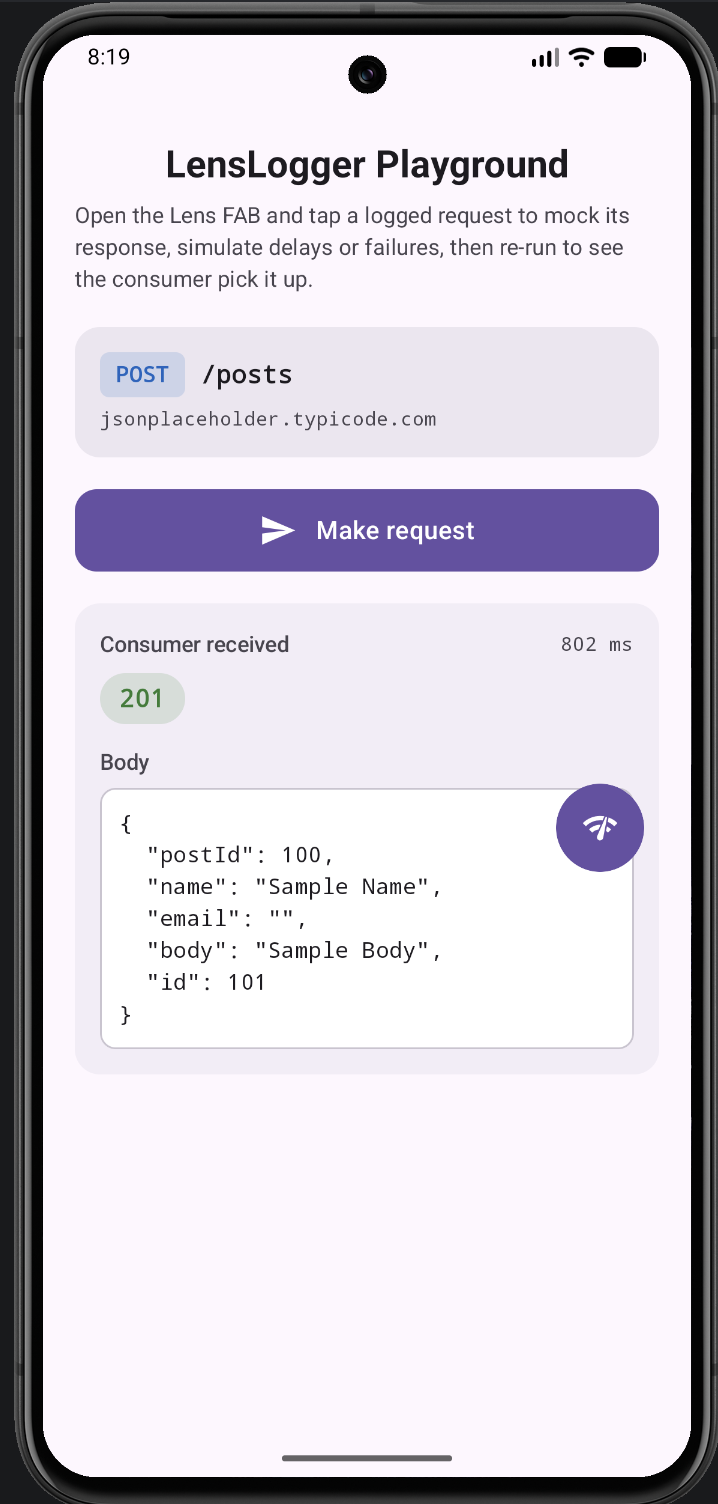 8:19
LensLogger Playground
Open the Lens FAB and tap a logged request to mock its
response, simulate delays or failures, then re-run to see
the consumer pick it up.
POST /posts
jsonplaceholder.typicode.com
Make request
Consumer received 802 ms
201
Body
{
  "postId": 100,
  "name": "Sample Name",
  "email": "",
  "body": "Sample Body",
  "id": 101
}